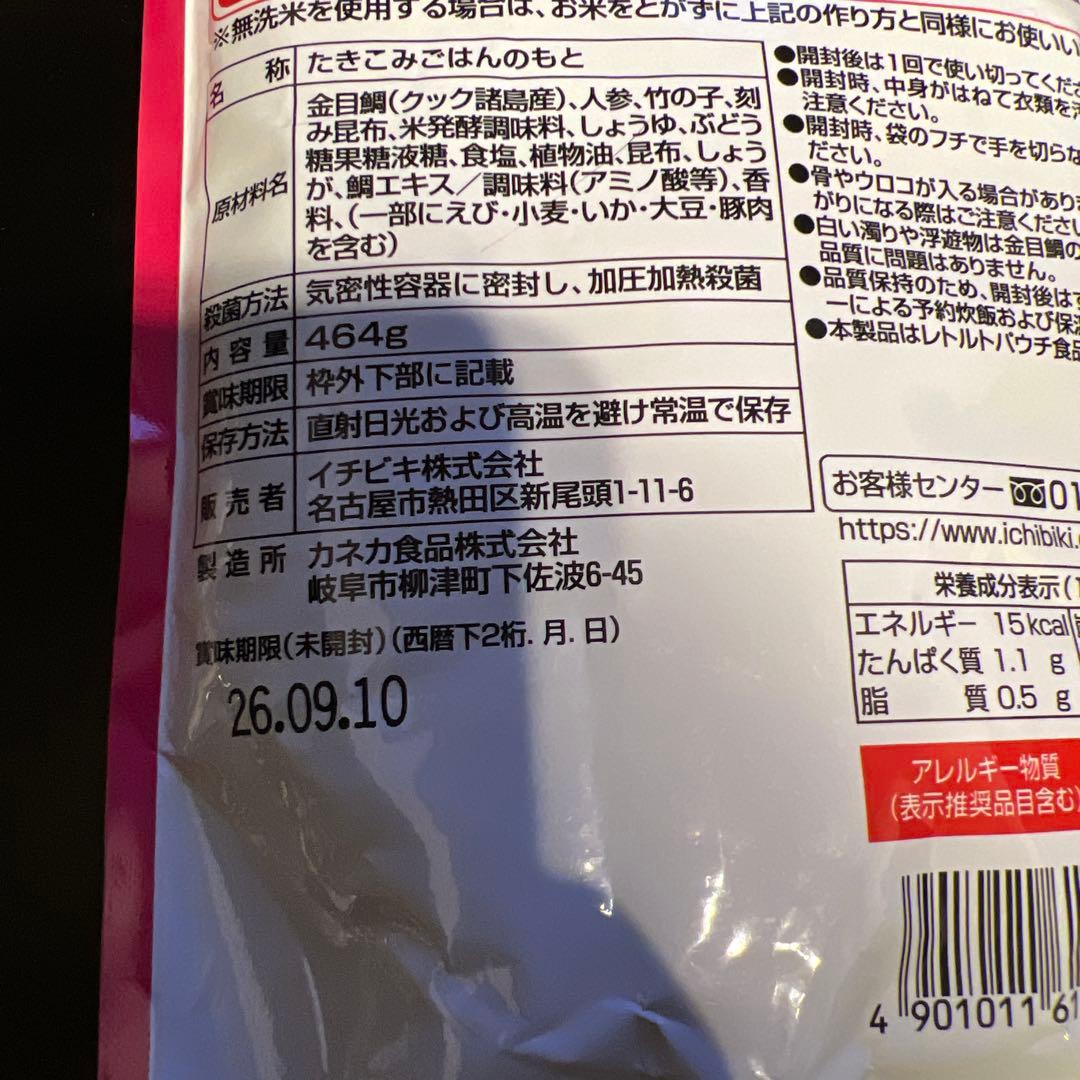 ※無洗米を使用する場合は、お米をとがずに上記の作り方と同様にお使いい
名称 たきこみごはんのもと
原材料名 金目鯛(クック諸島産)、人参、竹の子、刻
み昆布、米発酵調味料、しょうゆ、ぶどう
糖果糖液糖、食塩、植物油、昆布、しょう
が、鯛エキス/調味料(アミノ酸等)、香
料、(一部にえび・小麦・いか・大豆・豚肉
を含む)
殺菌方法 気密性容器に密封し、加圧加熱殺菌
内容量 464g
賞味期限 枠外下部に記載
保存方法 直射日光および高温を避け常温で保存
販売者 イチビキ株式会社
名古屋市熱田区新尾頭1-11-6
製造所 カネカ食品株式会社
岐阜市柳津町下佐波6-45
賞味期限(未開封)(西暦下2桁. 月. 日)
26.09.10
●開封後は1回で使い切ってくださ
●開封時、中身がはねて衣類を汚
注意ください。
●開封時、袋のフチで手を切らな
ださい。
●骨やウロコが入る場合がありま
がりになる際はご注意ください
●白い濁りや浮遊物は金目鯛の
品質に問題はありません。
●品質保持のため、開封後はす
ーによる予約炊飯および保温
●本製品はレトルトパウチ食品
お客様センター 01
https://www.ichibiki.
栄養成分表示(1
エネルギー 15kcal
たんぱく質 1.1 g
脂質 0.5 g
アレルギー物質
(表示推奨品目含む)
4 901011 61